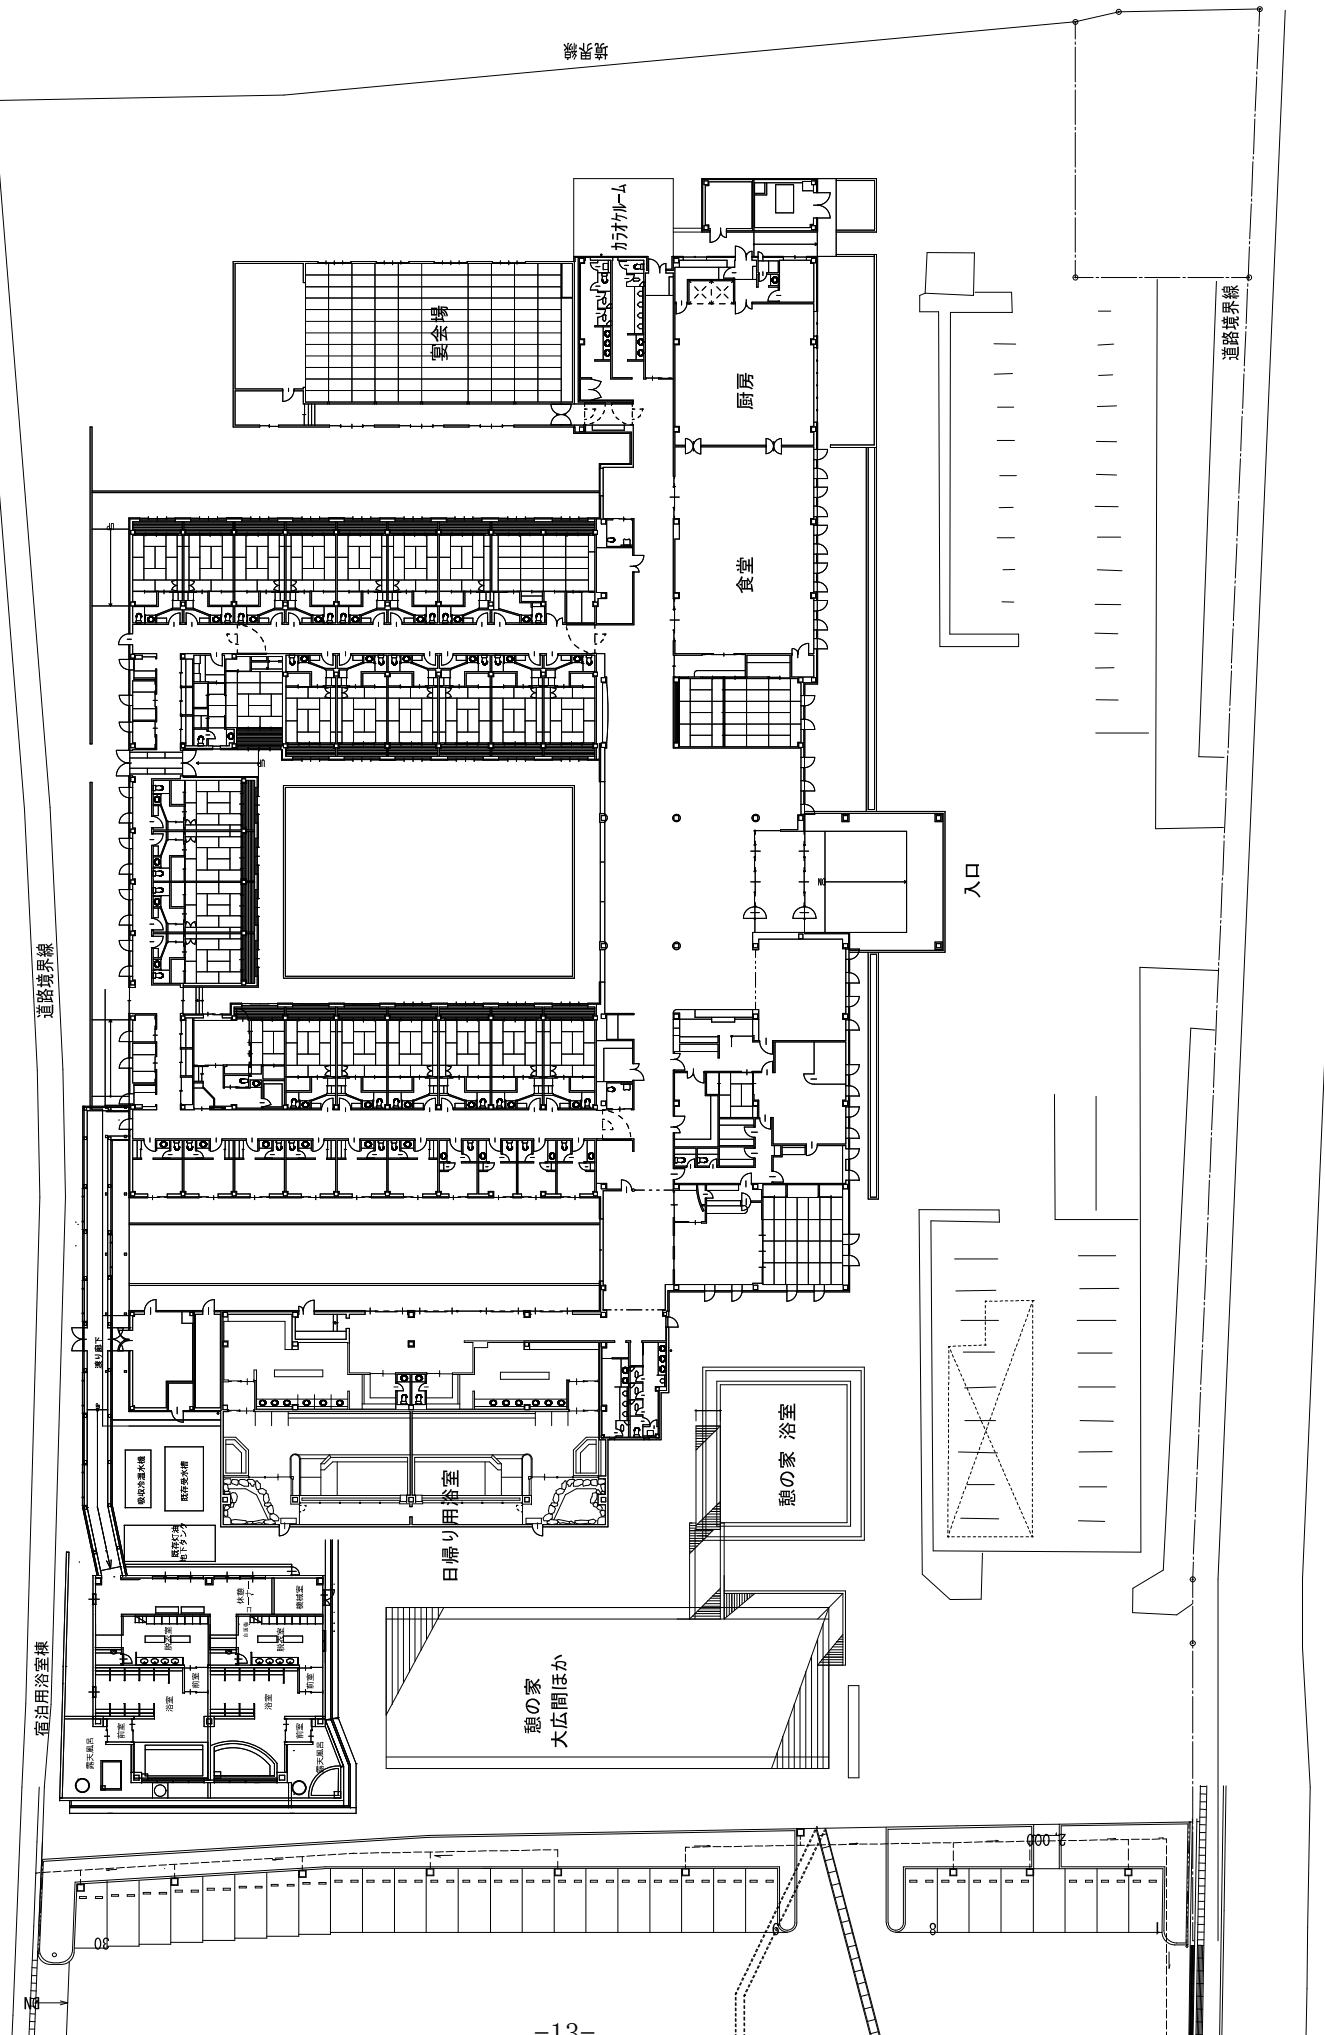 境界線
カラオケルーム
宴会場
道路境界線
厨房
食堂
入口
道路境界線
渡り廊下
吸収冷温水機
既存受水槽
既存灯油
地下タンク
日帰り用浴室
憩の家 浴室
休憩
コーナー
機械室
脱衣室
脱衣室
前室
前室
浴室
浴室
前室
前室
露天風呂
露天風呂
宿泊用浴室棟
憩の家
大広間ほか
2,000
30
8
-13-